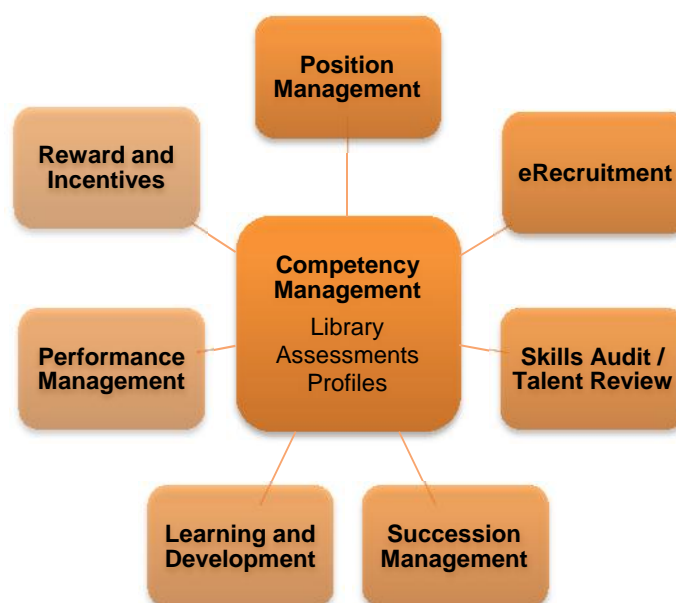 Position
Management
Reward and
Incentives
eRecruitment
Competency
Management
Library
Assessments
Profiles
Performance
Management
Skills Audit /
Talent Review
Learning and
Development
Succession
Management